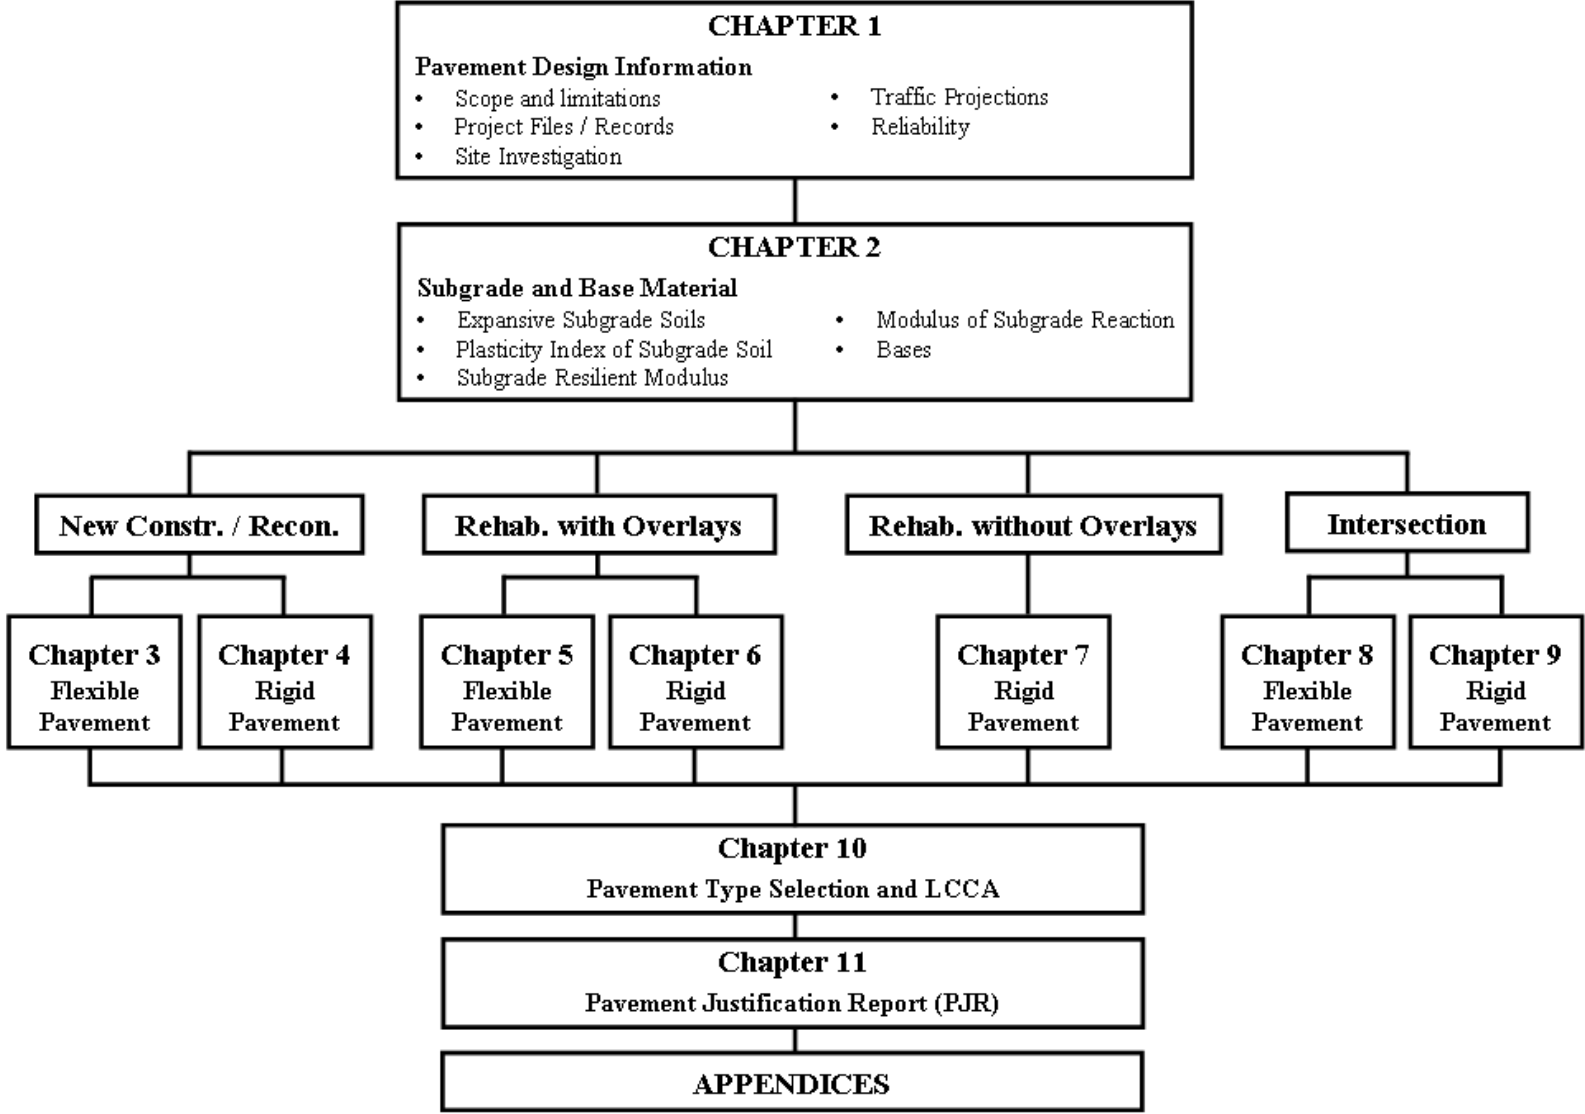 CHAPTER 1
Pavement Design Information
• Scope and limitations
• Project Files / Records
• Site Investigation
• Traffic Projections
• Reliability
CHAPTER 2
Subgrade and Base Material
• Expansive Subgrade Soils
• Plasticity Index of Subgrade Soil
• Subgrade Resilient Modulus
• Modulus of Subgrade Reaction
• Bases
New Constr. / Recon.
Rehab. with Overlays
Rehab. without Overlays
Intersection
Chapter 3
Flexible
Pavement
Chapter 4
Rigid
Pavement
Chapter 5
Flexible
Pavement
Chapter 6
Rigid
Pavement
Chapter 7
Rigid
Pavement
Chapter 8
Flexible
Pavement
Chapter 9
Rigid
Pavement
Chapter 10
Pavement Type Selection and LCCA
Chapter 11
Pavement Justification Report (PJR)
APPENDICES